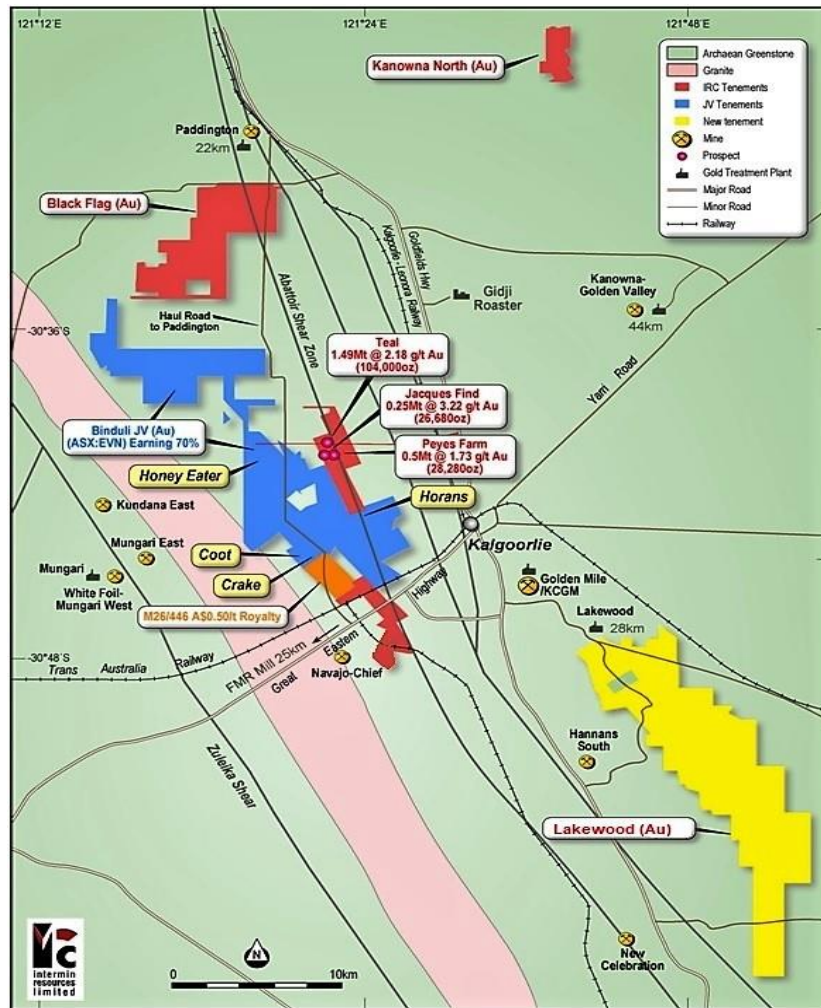 121°12´E
121°24´E
121°48´E
Kanowna North (Au)
Archaean Greenstone
Granite
IRC Tenements
JV Tenements
New tenement
Mine
Prospect
Gold Treatment Plant
Major Road
Minor Road
Railway
Paddington
22km
Black Flag (Au)
Abattoir Shear Zone
Kalgoorlie - Leonora Railway
Goldfields Hwy
Gidji
Roaster
Kanowna-
Golden Valley
44km
-30°36´S
Haul Road
to Paddington
Yarri Road
Teal
1.49Mt @ 2.18 g/t Au
(104,000oz)
Jacques Find
0.25Mt @ 3.22 g/t Au
(26,680oz)
Peyes Farm
0.5Mt @ 1.73 g/t Au
(28,280oz)
Binduli JV (Au)
(ASX:EVN) Earning 70%
Honey Eater
Horans
Kundana East
Mungari East
Coot
Kalgoorlie
Mungari
White Foil-
Mungari West
Crake
Golden Mile
/KCGM
Lakewood
28km
M26/446 A$0.50/t Royalty
-30°48´S
Trans Australia Railway
FMR Mill 25km
Great Eastern Highway
Navajo-Chief
Zuleika Shear
Hannans
South
Lakewood (Au)
New
Celebration
intermin
resources
limited
N
0
10km